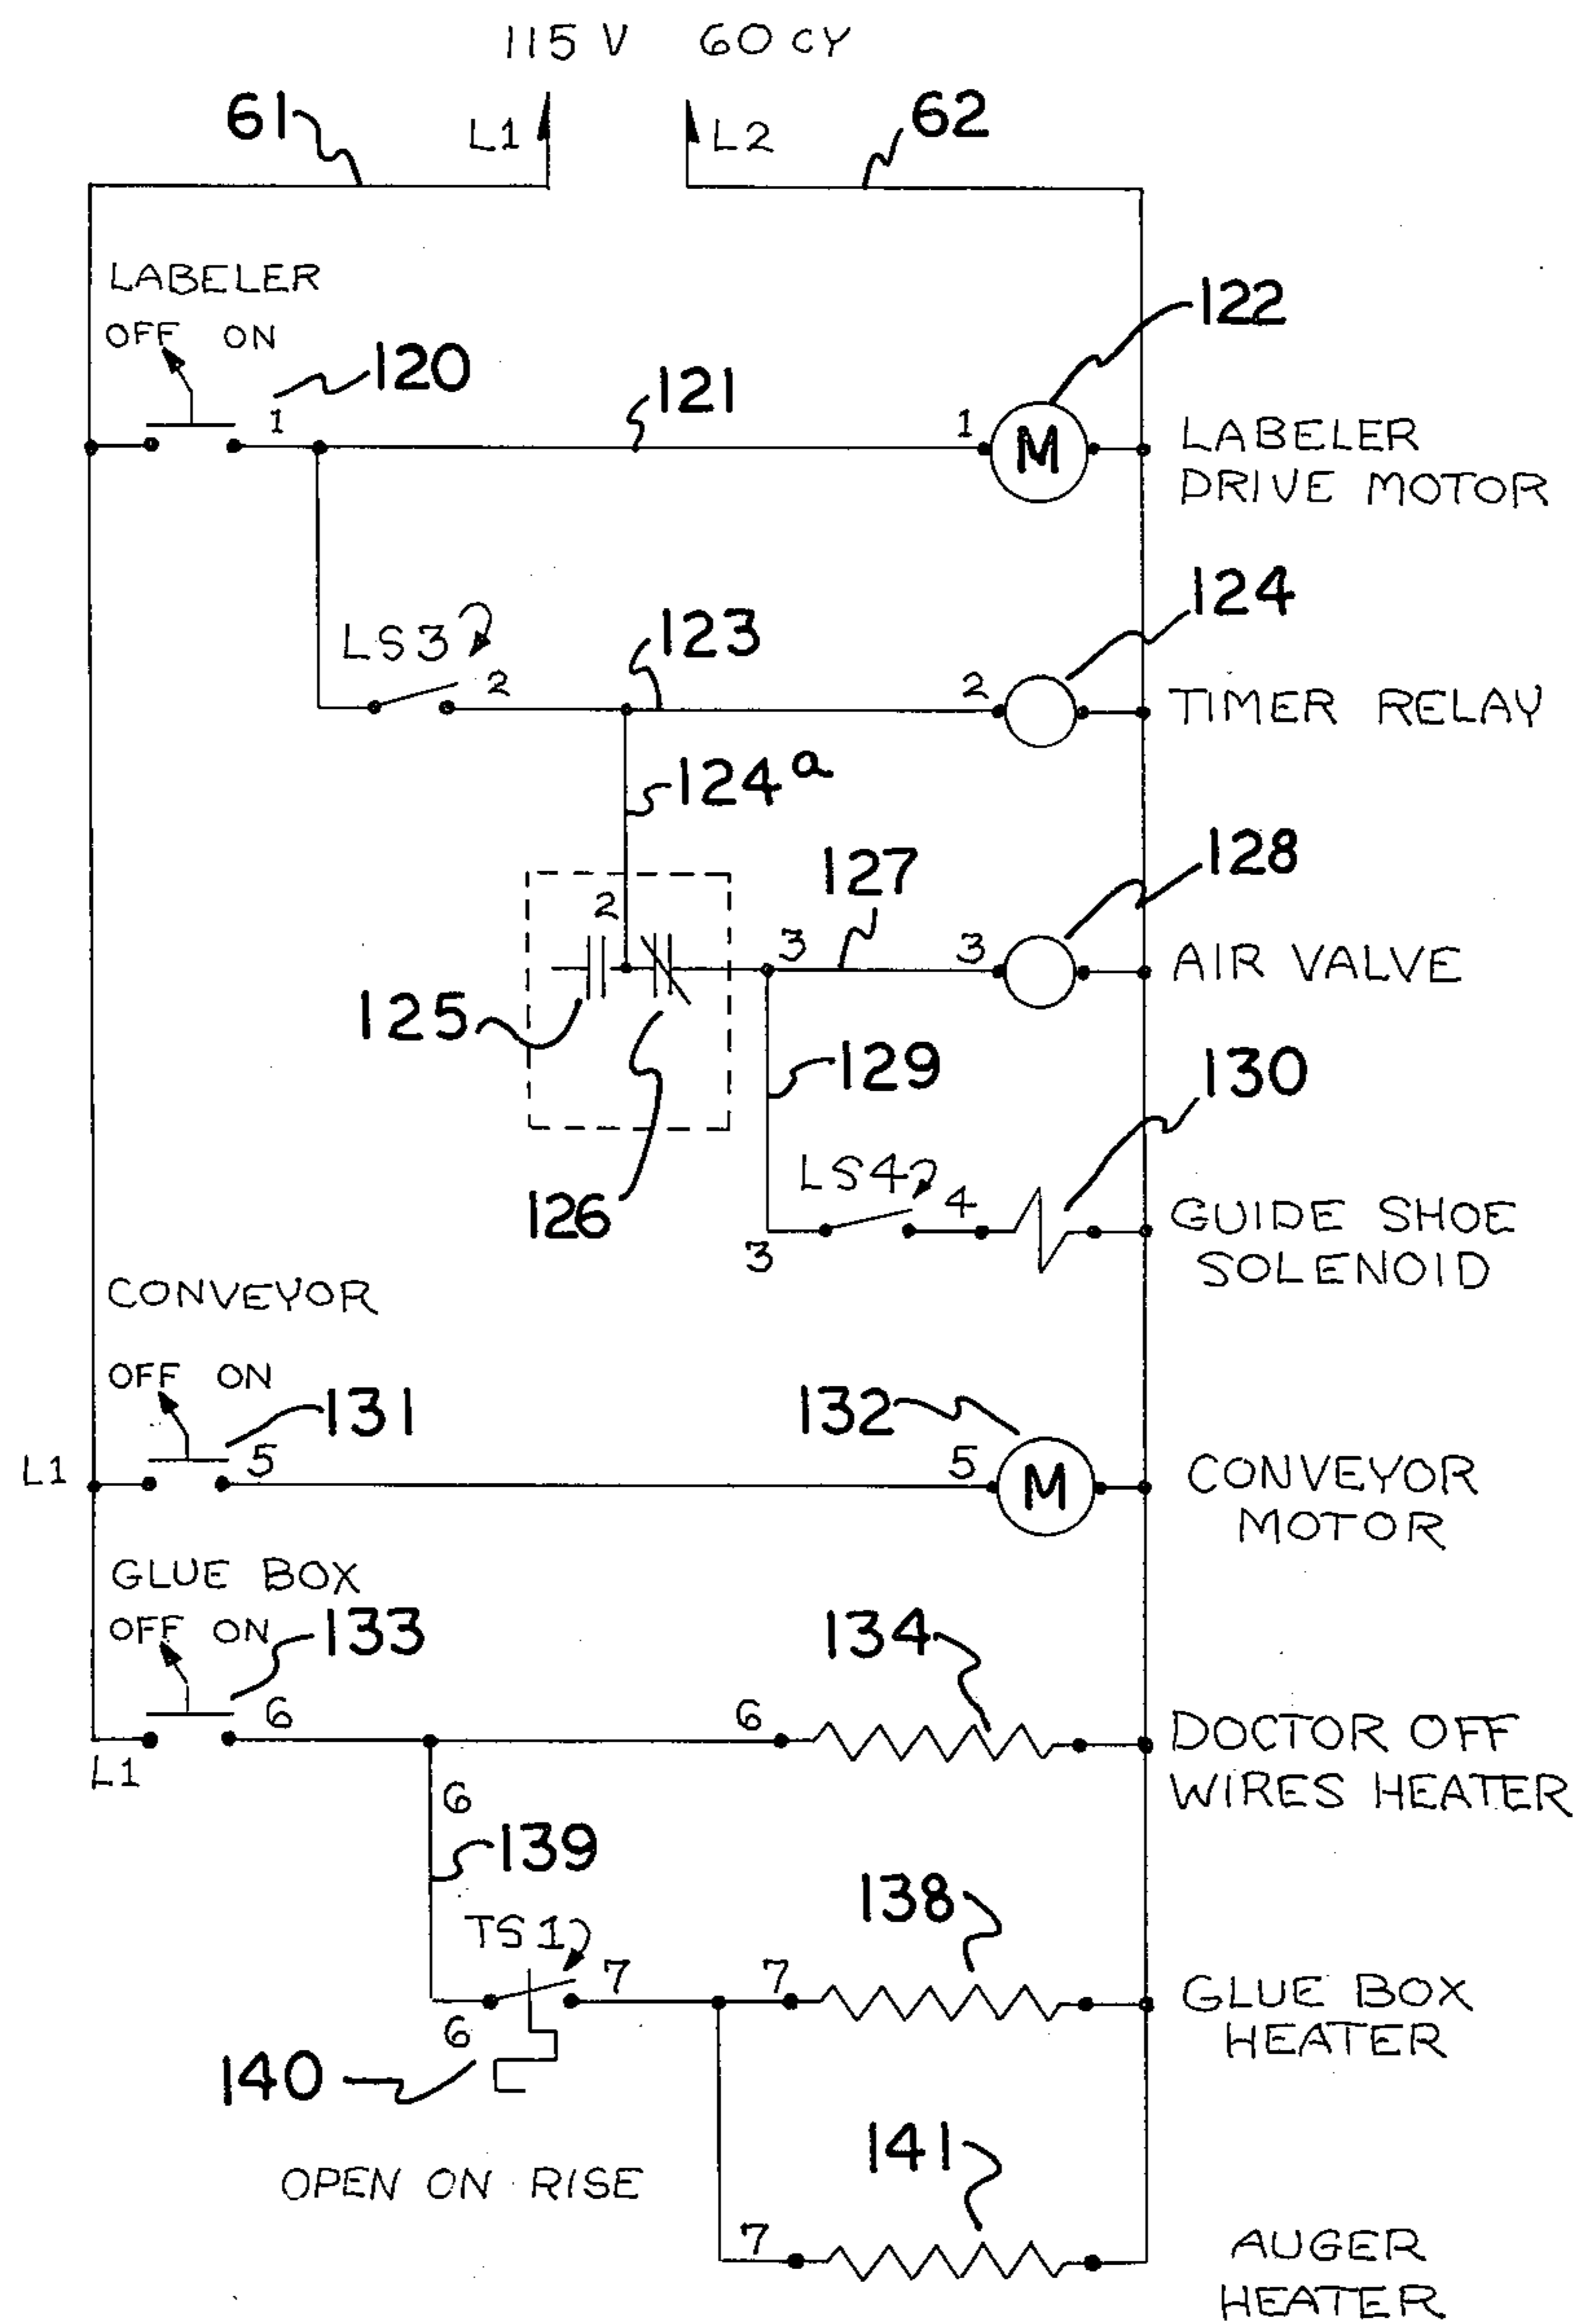 115 V 60 CY
61 L1 L2 62
LABELER
OFF ON
120
122
1
121
1
M
LABELER
DRIVE MOTOR
LS3
2
123
2
124
TIMER RELAY
124a
2
125
126
3
127
3
128
AIR VALVE
129
130
LS4
3
4
GUIDE SHOE
SOLENOID
CONVEYOR
OFF ON
131
L1
5
132
5
M
CONVEYOR
MOTOR
GLUE BOX
OFF ON
133
L1
6
134
6
DOCTOR OFF
WIRES HEATER
6
139
138
TS1
6
7
7
GLUE BOX
HEATER
140
OPEN ON RISE
141
7
AUGER
HEATER